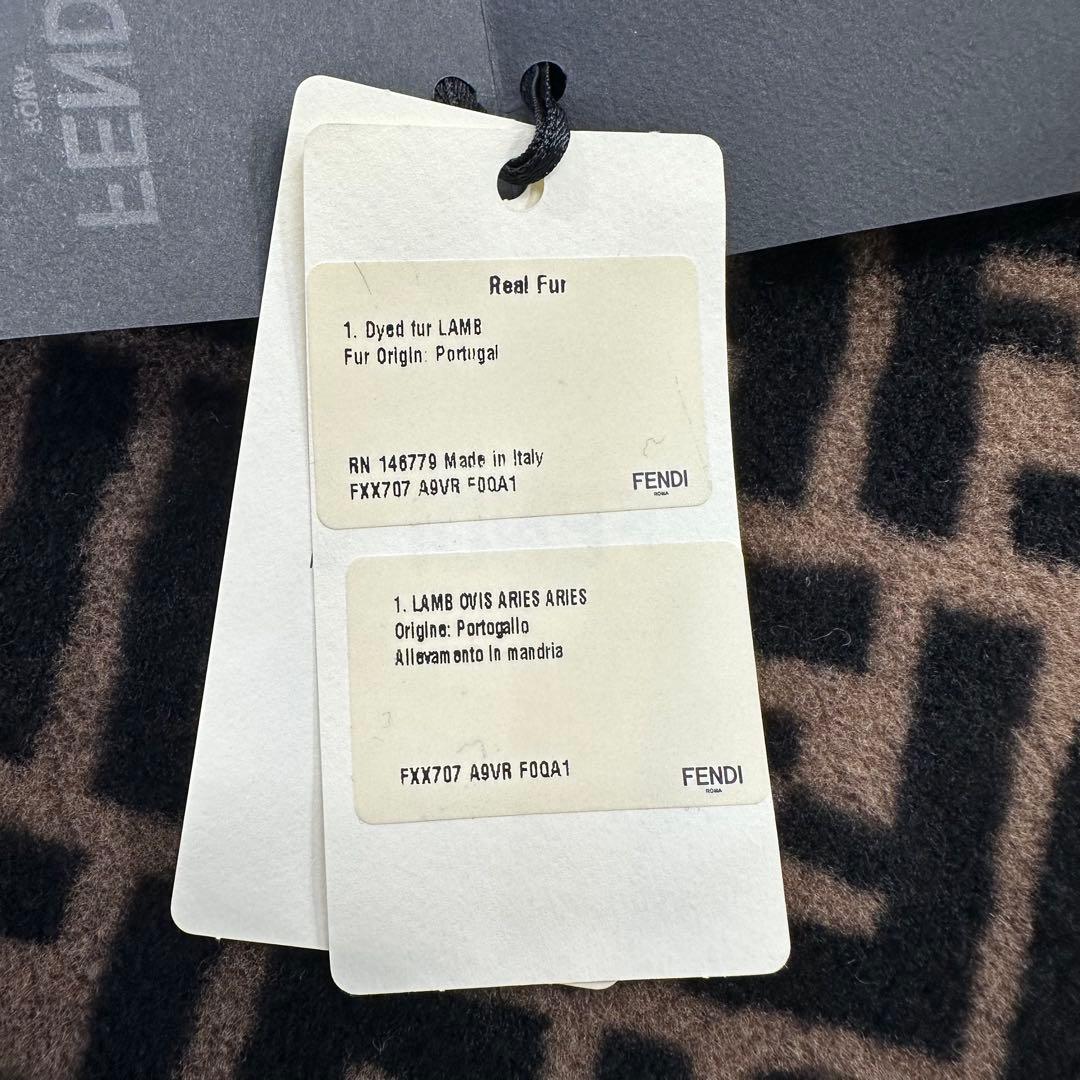 FENDI
ROMA
Real Fur
1. Dyed fur LAMB
Fur Origin: Portugal
RN 146779 Made in Italy
FXX707 A9VR F0QA1
FENDI
ROMA
1. LAMB OVIS ARIES ARIES
Origine: Portogallo
Allevamento in mandria
FXX707 A9VR F0QA1
FENDI
ROMA